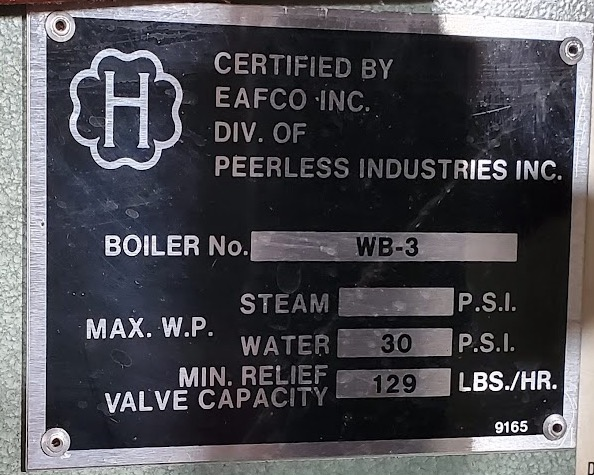 H
CERTIFIED BY
EAFCO INC.
DIV. OF
PEERLESS INDUSTRIES INC.
BOILER No. WB-3
MAX. W.P.
STEAM P.S.I.
WATER 30 P.S.I.
MIN. RELIEF
VALVE CAPACITY 129 LBS./HR.
9165